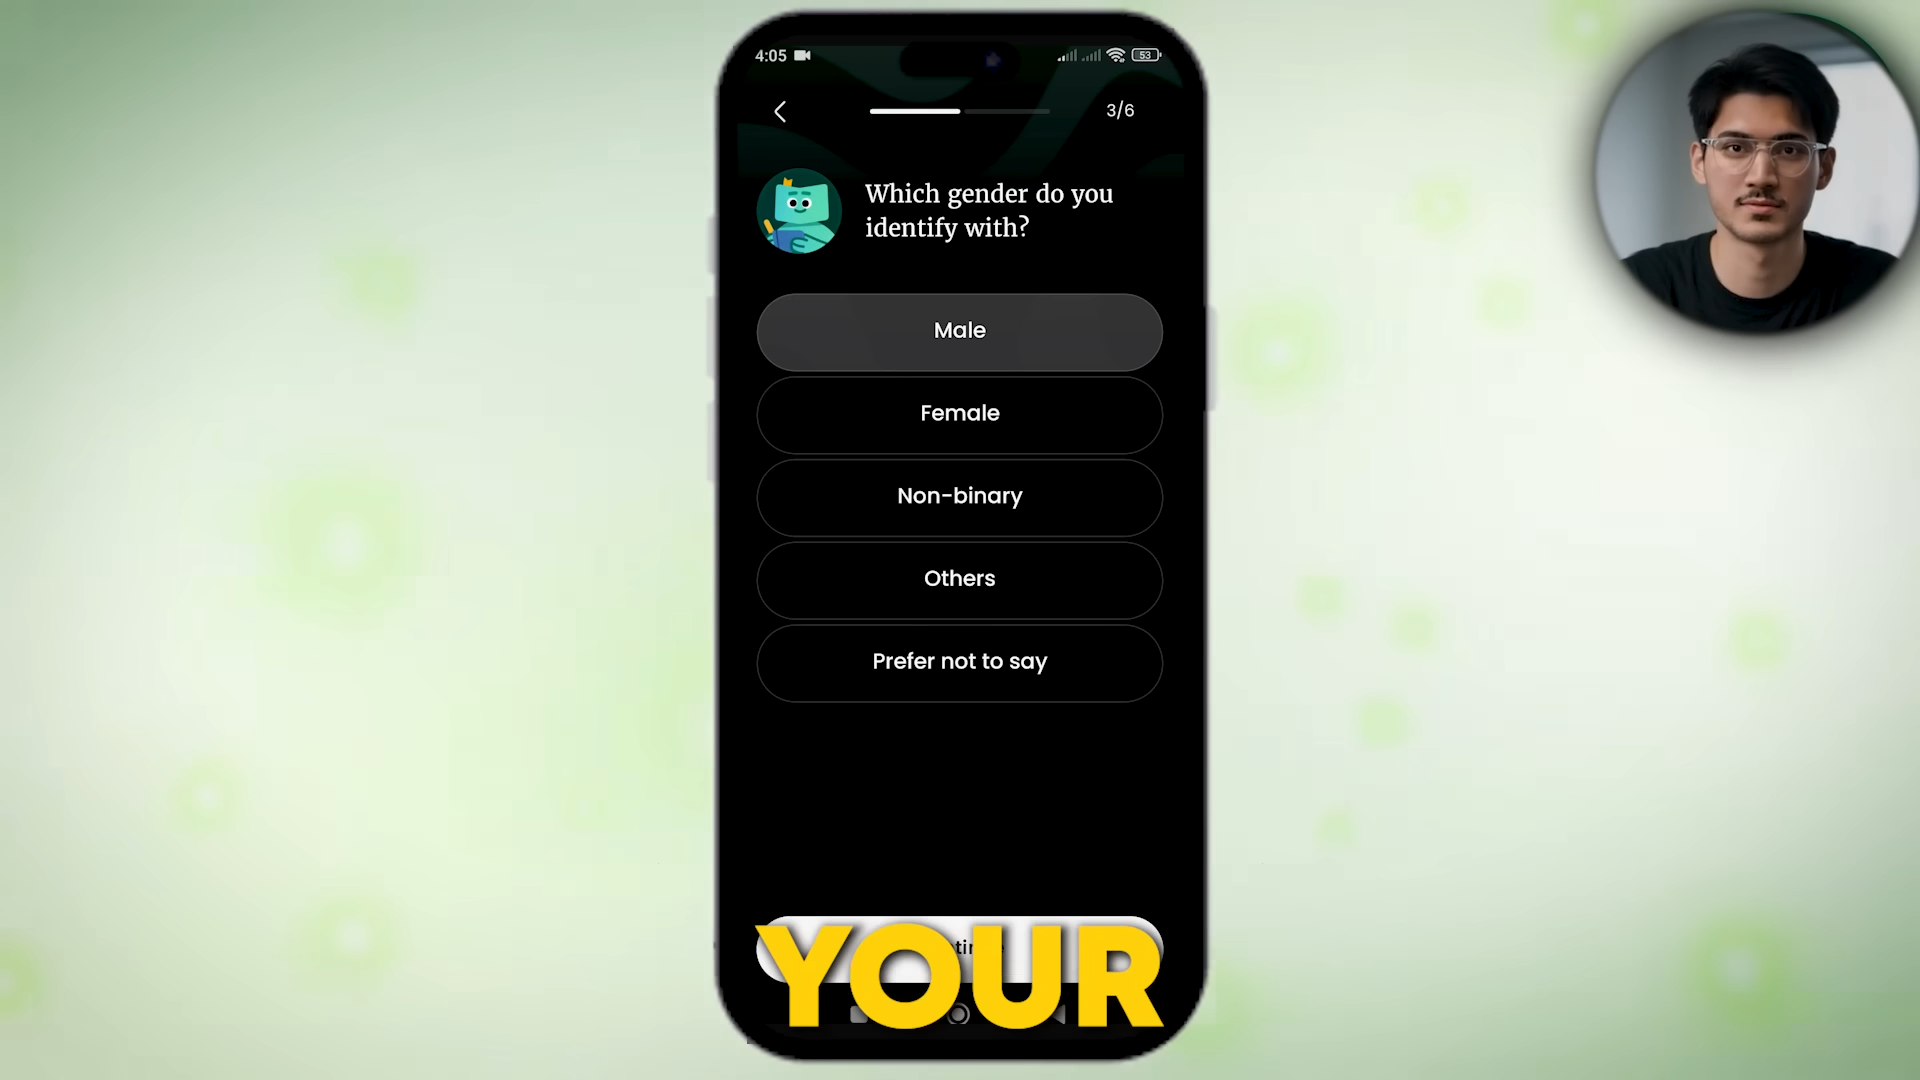 4:05
53
3/6
Which gender do you
identify with?
Male
Female
Non-binary
Others
Prefer not to say
YOUR